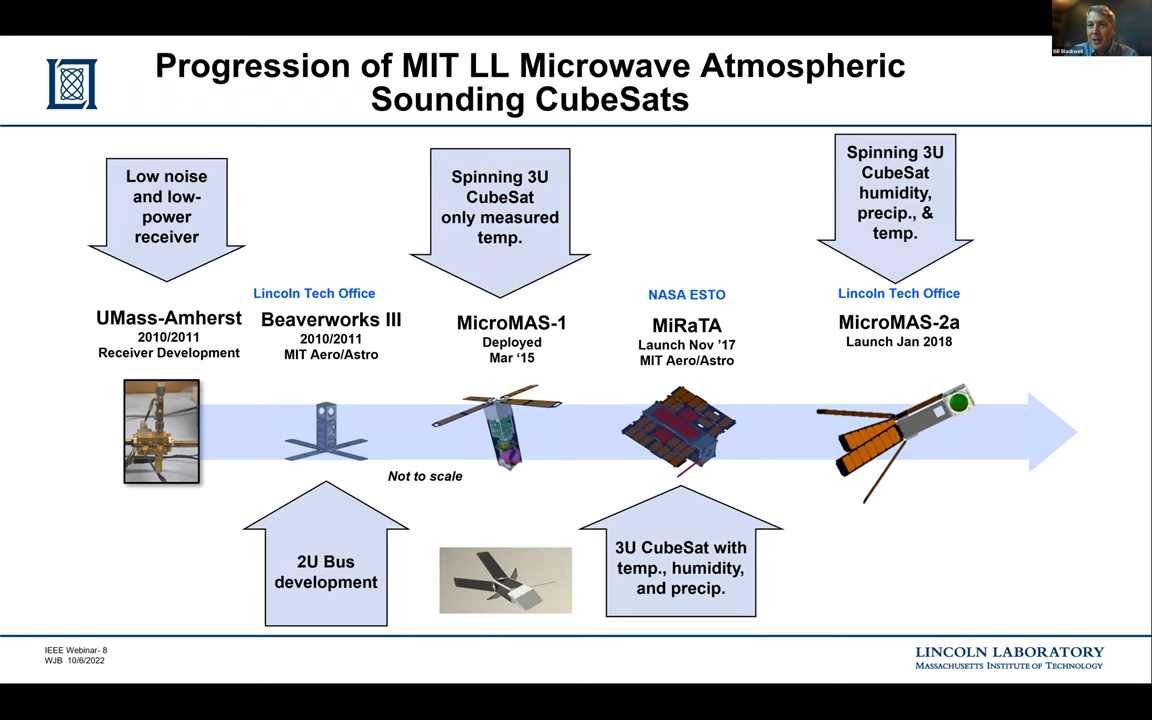 Bill Blackwell
Progression of MIT LL Microwave Atmospheric
Sounding CubeSats
Low noise
and low-
power
receiver
Spinning 3U
CubeSat
only measured
temp.
Spinning 3U
CubeSat
humidity,
precip., &
temp.
Lincoln Tech Office
NASA ESTO
Lincoln Tech Office
UMass-Amherst
2010/2011
Receiver Development
Beaverworks III
2010/2011
MIT Aero/Astro
MicroMAS-1
Deployed
Mar ‘15
MiRaTA
Launch Nov ’17
MIT Aero/Astro
MicroMAS-2a
Launch Jan 2018
Not to scale
2U Bus
development
3U CubeSat with
temp., humidity,
and precip.
IEEE Webinar- 8
WJB 10/6/2022
LINCOLN LABORATORY
MASSACHUSETTS INSTITUTE OF TECHNOLOGY